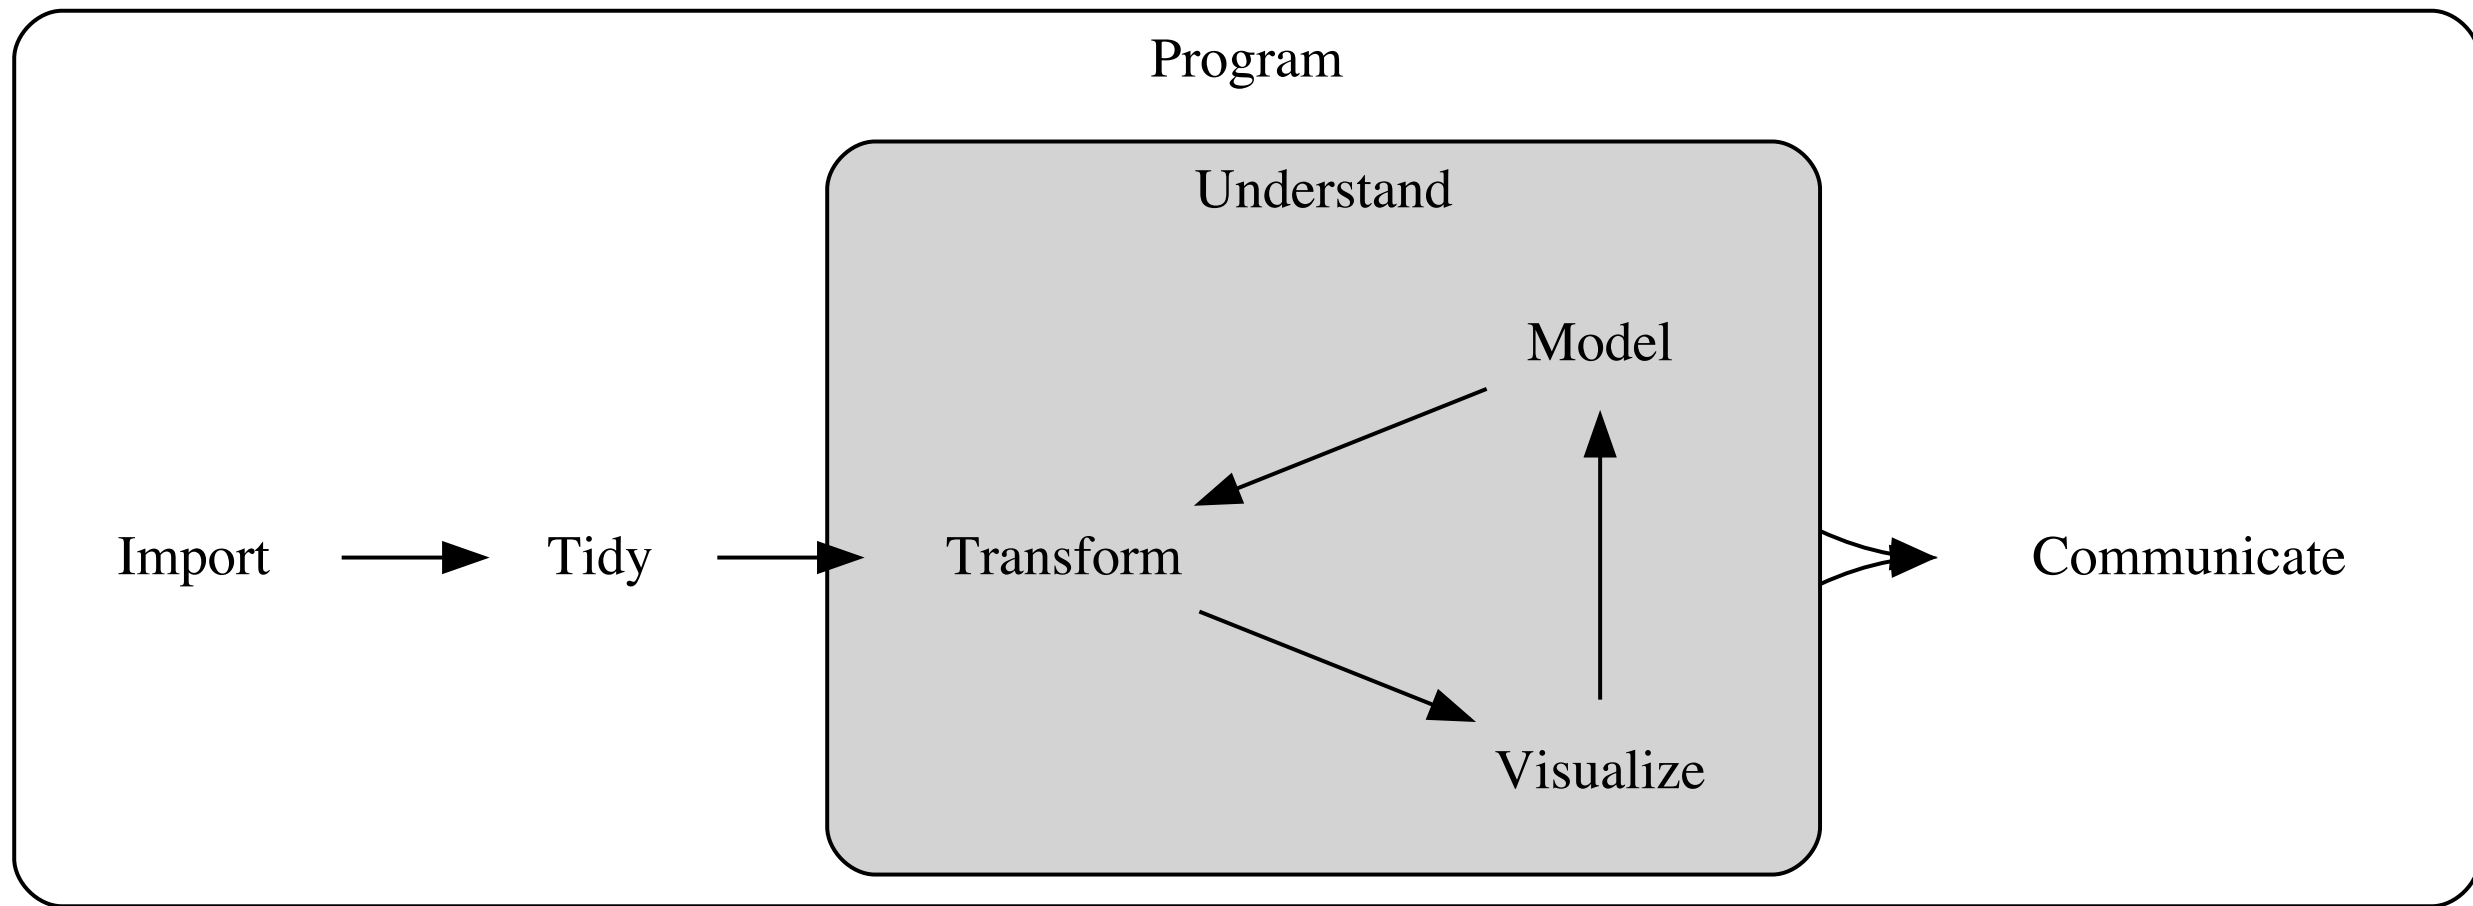 Program
Understand
Model
Import
Tidy
Transform
Communicate
Visualize